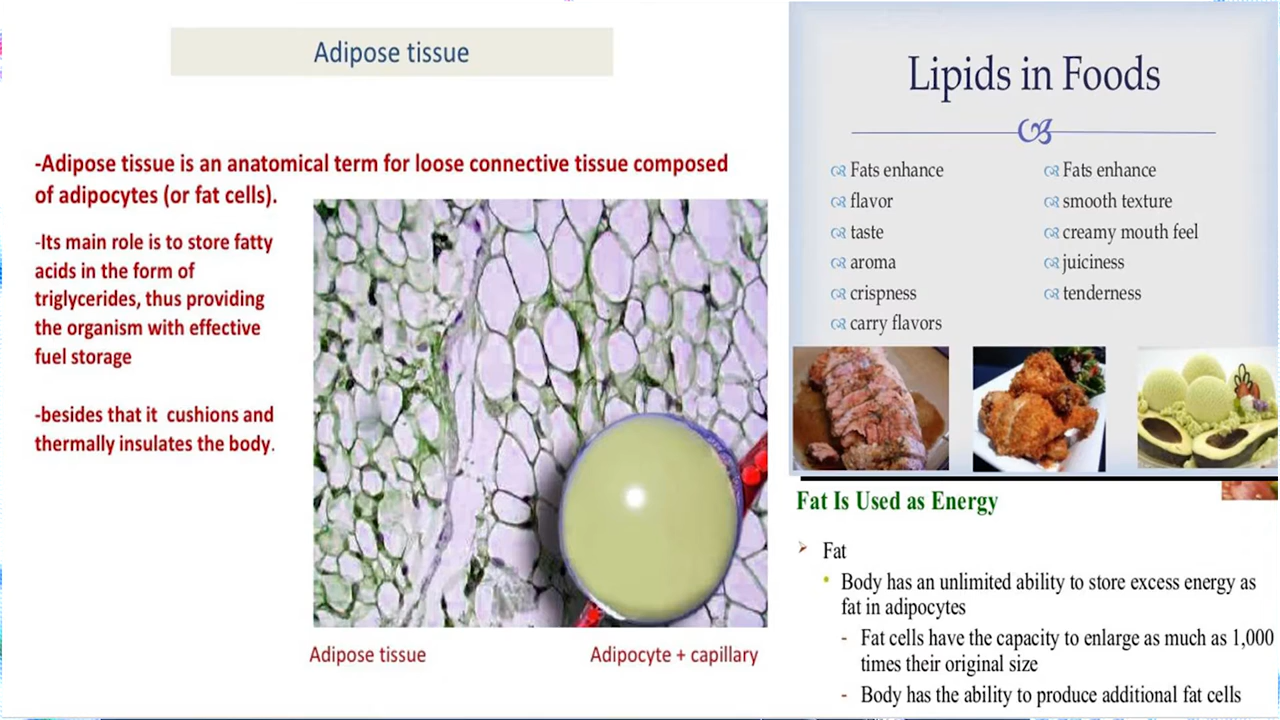 Adipose tissue
-Adipose tissue is an anatomical term for loose connective tissue composed
of adipocytes (or fat cells).
-Its main role is to store fatty
acids in the form of
triglycerides, thus providing
the organism with effective
fuel storage
-besides that it cushions and
thermally insulates the body.
Adipose tissue
Adipocyte + capillary
Lipids in Foods
Fats enhance
flavor
taste
aroma
crispness
carry flavors
Fats enhance
smooth texture
creamy mouth feel
juiciness
tenderness
Fat Is Used as Energy
Fat
Body has an unlimited ability to store excess energy as
fat in adipocytes
- Fat cells have the capacity to enlarge as much as 1,000
times their original size
- Body has the ability to produce additional fat cells